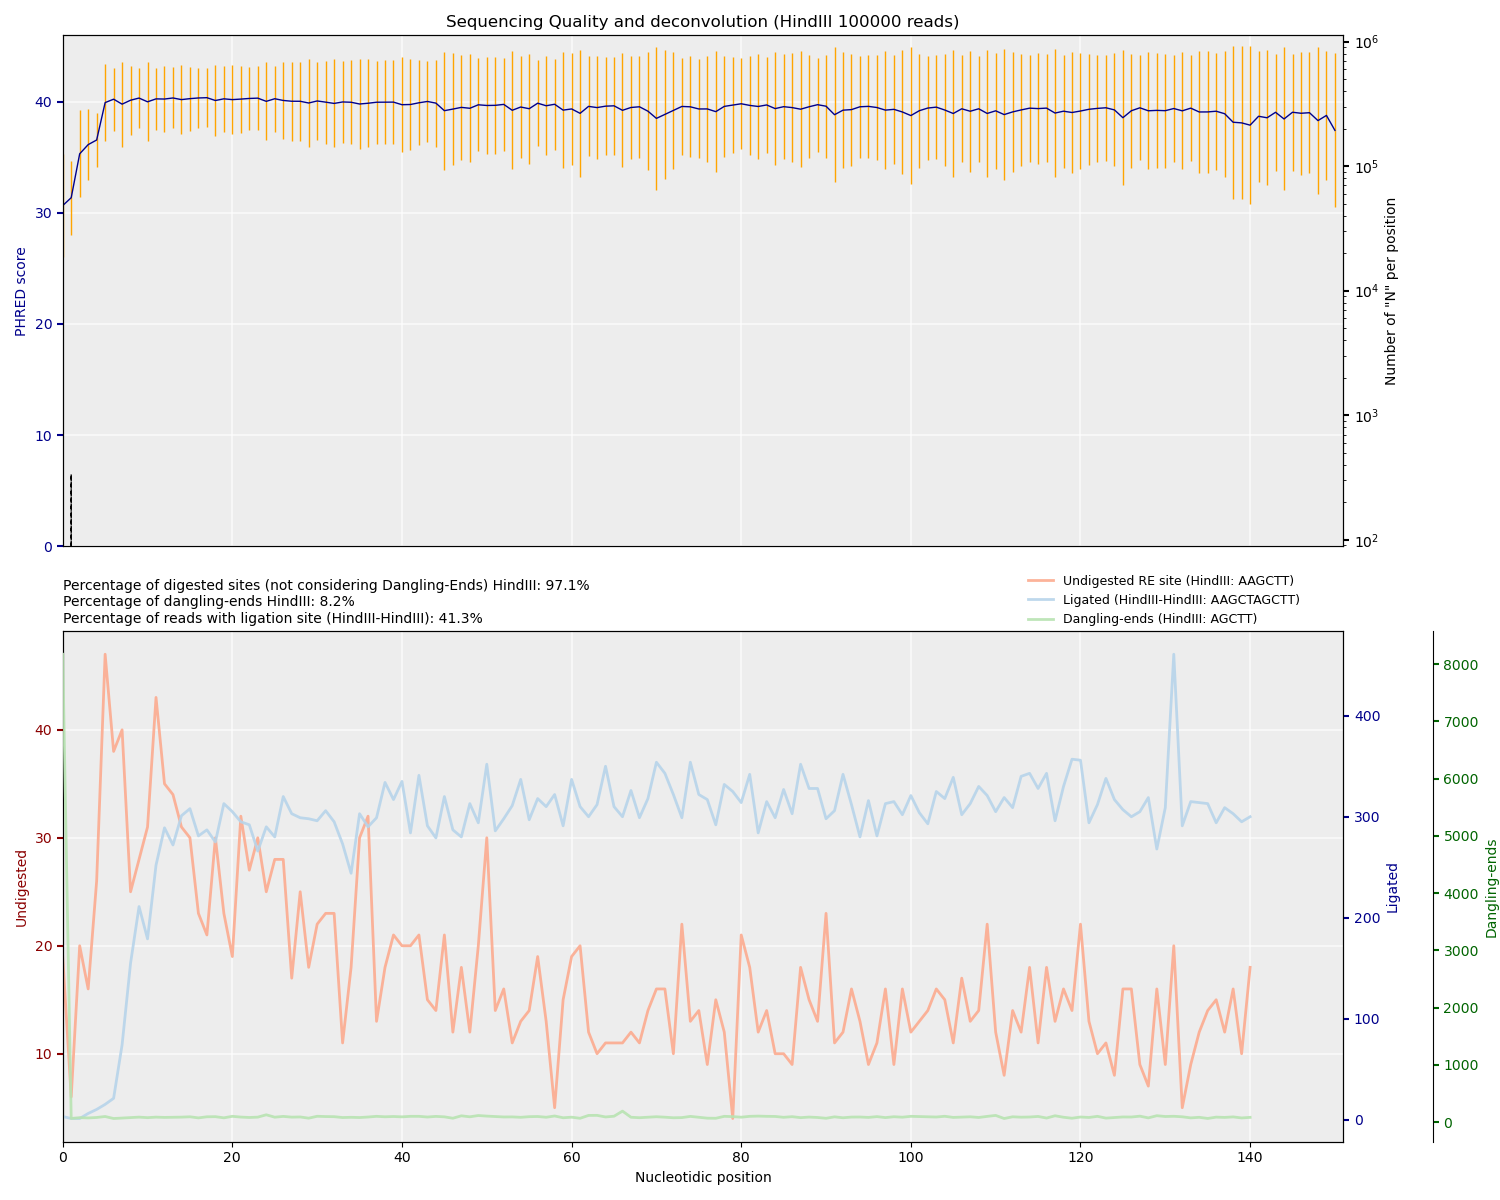 Sequencing Quality and deconvolution (HindIII 100000 reads)
40
30
20
10
0
PHRED score
10^6
10^5
10^4
10^3
10^2
Number of "N" per position
Percentage of digested sites (not considering Dangling-Ends) HindIII: 97.1%
Percentage of dangling-ends HindIII: 8.2%
Percentage of reads with ligation site (HindIII-HindIII): 41.3%
Undigested RE site (HindIII: AAGCTT)
Ligated (HindIII-HindIII: AAGCTAGCTT)
Dangling-ends (HindIII: AGCTT)
40
30
20
10
Undigested
400
300
200
100
0
Ligated
8000
7000
6000
5000
4000
3000
2000
1000
0
Dangling-ends
0 20 40 60 80 100 120 140
Nucleotidic position